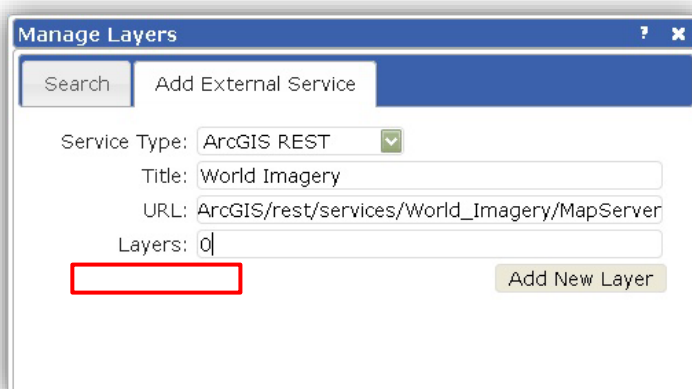 Manage Layers ? x
Search Add External Service
Service Type: ArcGIS REST
Title: World Imagery
URL: ArcGIS/rest/services/World_Imagery/MapServer
Layers: 0
Add New Layer